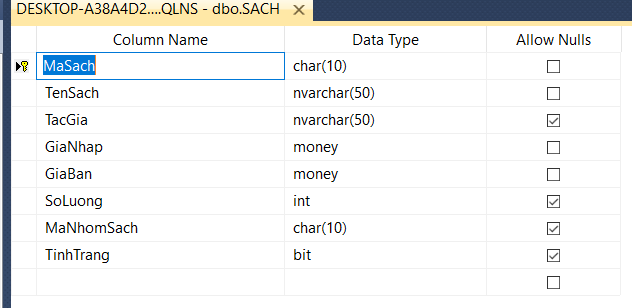 DESKTOP-A38A4D2....QLNS - dbo.SACH
Column Name Data Type Allow Nulls
MaSach char(10)
TenSach nvarchar(50)
TacGia nvarchar(50)
GiaNhap money
GiaBan money
SoLuong int
MaNhomSach char(10)
TinhTrang bit